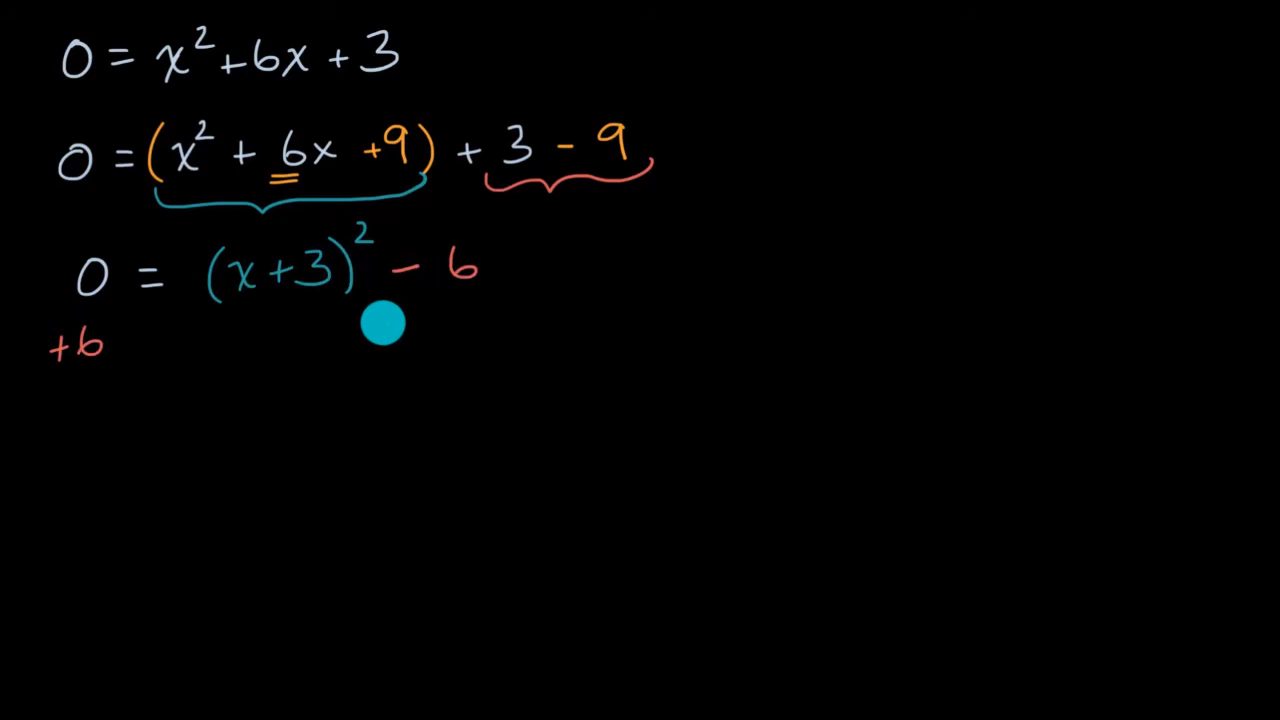 0 = x² + 6x + 3
0 = (x² + 6x + 9) + 3 - 9
0 = (x + 3)² - 6
+6